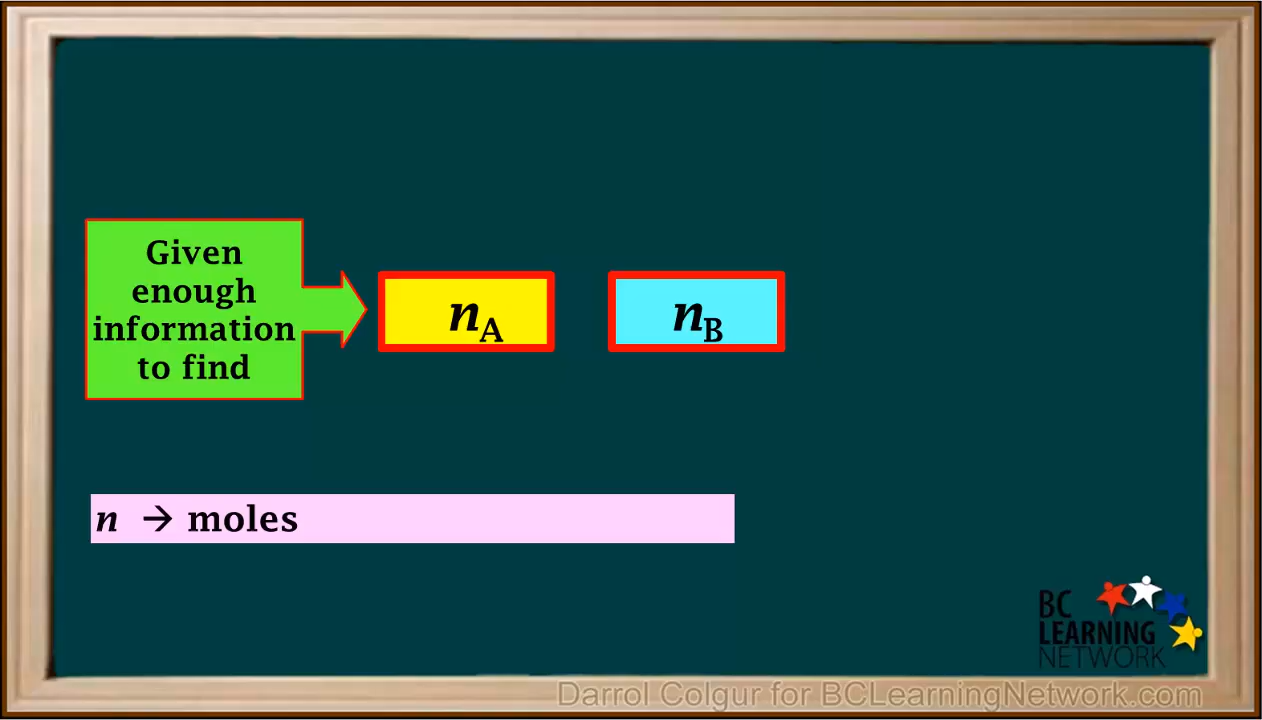 Given
enough
information
to find
nA
nB
n → moles
BC
LEARNING
NETWORK
Darrol Colgur for BCLearningNetwork.com